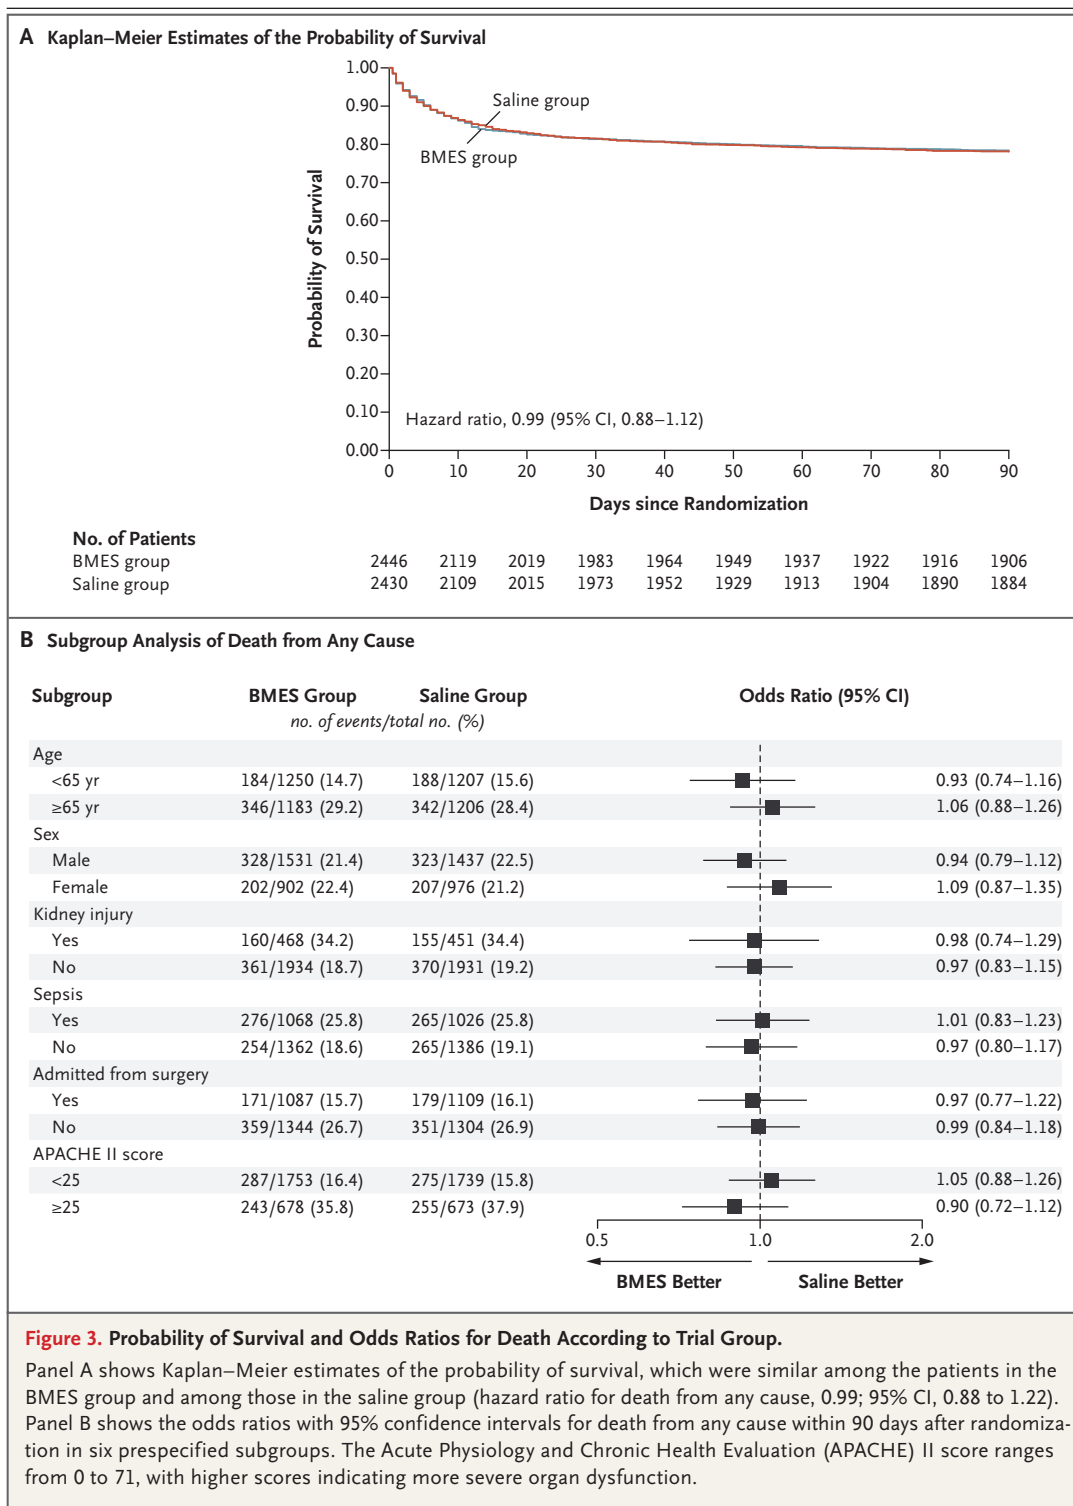 A Kaplan–Meier Estimates of the Probability of Survival
1.00
0.90
0.80
0.70
0.60
0.50
0.40
0.30
0.20
0.10
0.00
Probability of Survival
Saline group
BMES group
Hazard ratio, 0.99 (95% CI, 0.88–1.12)
0 10 20 30 40 50 60 70 80 90
Days since Randomization
No. of Patients
BMES group 2446 2119 2019 1983 1964 1949 1937 1922 1916 1906
Saline group 2430 2109 2015 1973 1952 1929 1913 1904 1890 1884
B Subgroup Analysis of Death from Any Cause
Subgroup BMES Group Saline Group Odds Ratio (95% CI)
no. of events/total no. (%)
Age
<65 yr 184/1250 (14.7) 188/1207 (15.6) 0.93 (0.74–1.16)
≥65 yr 346/1183 (29.2) 342/1206 (28.4) 1.06 (0.88–1.26)
Sex
Male 328/1531 (21.4) 323/1437 (22.5) 0.94 (0.79–1.12)
Female 202/902 (22.4) 207/976 (21.2) 1.09 (0.87–1.35)
Kidney injury
Yes 160/468 (34.2) 155/451 (34.4) 0.98 (0.74–1.29)
No 361/1934 (18.7) 370/1931 (19.2) 0.97 (0.83–1.15)
Sepsis
Yes 276/1068 (25.8) 265/1026 (25.8) 1.01 (0.83–1.23)
No 254/1362 (18.6) 265/1386 (19.1) 0.97 (0.80–1.17)
Admitted from surgery
Yes 171/1087 (15.7) 179/1109 (16.1) 0.97 (0.77–1.22)
No 359/1344 (26.7) 351/1304 (26.9) 0.99 (0.84–1.18)
APACHE II score
<25 287/1753 (16.4) 275/1739 (15.8) 1.05 (0.88–1.26)
≥25 243/678 (35.8) 255/673 (37.9) 0.90 (0.72–1.12)
0.5 1.0 2.0
BMES Better Saline Better
Figure 3. Probability of Survival and Odds Ratios for Death According to Trial Group.
Panel A shows Kaplan–Meier estimates of the probability of survival, which were similar among the patients in the
BMES group and among those in the saline group (hazard ratio for death from any cause, 0.99; 95% CI, 0.88 to 1.22).
Panel B shows the odds ratios with 95% confidence intervals for death from any cause within 90 days after randomiza-
tion in six prespecified subgroups. The Acute Physiology and Chronic Health Evaluation (APACHE) II score ranges
from 0 to 71, with higher scores indicating more severe organ dysfunction.